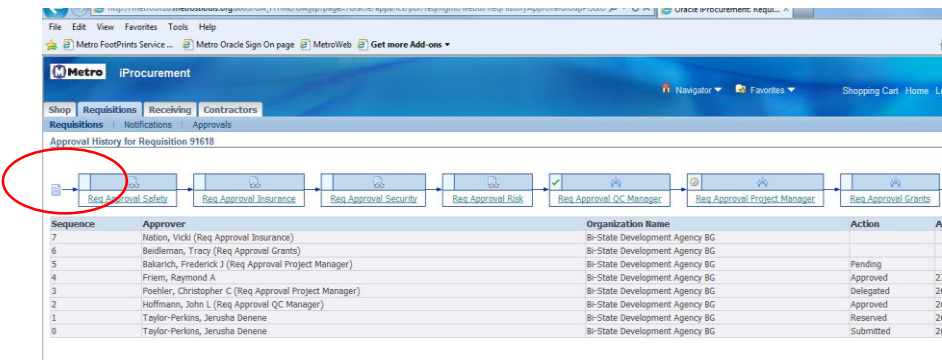 Oracle iProcurement: Requi...
File Edit View Favorites Tools Help
Metro FootPrints Service ... Metro Oracle Sign On page MetroWeb Get more Add-ons
Metro iProcurement
Navigator Favorites Shopping Cart Home
Shop Requisitions Receiving Contractors
Requisitions Notifications Approvals
Approval History for Requisition 91618
Req Approval Safety Req Approval Insurance Req Approval Security Req Approval Risk Req Approval QC Manager Req Approval Project Manager Req Approval Grants
Sequence Approver Organization Name Action
7 Nation, Vicki (Req Approval Insurance) Bi-State Development Agency BG
6 Beidleman, Tracy (Req Approval Grants) Bi-State Development Agency BG
5 Bakarich, Frederick J (Req Approval Project Manager) Bi-State Development Agency BG Pending
4 Friem, Raymond A Bi-State Development Agency BG Approved
3 Poehler, Christopher C (Req Approval Project Manager) Bi-State Development Agency BG Delegated
2 Hoffmann, John L (Req Approval QC Manager) Bi-State Development Agency BG Approved
1 Taylor-Perkins, Jerusha Denene Bi-State Development Agency BG Reserved
0 Taylor-Perkins, Jerusha Denene Bi-State Development Agency BG Submitted